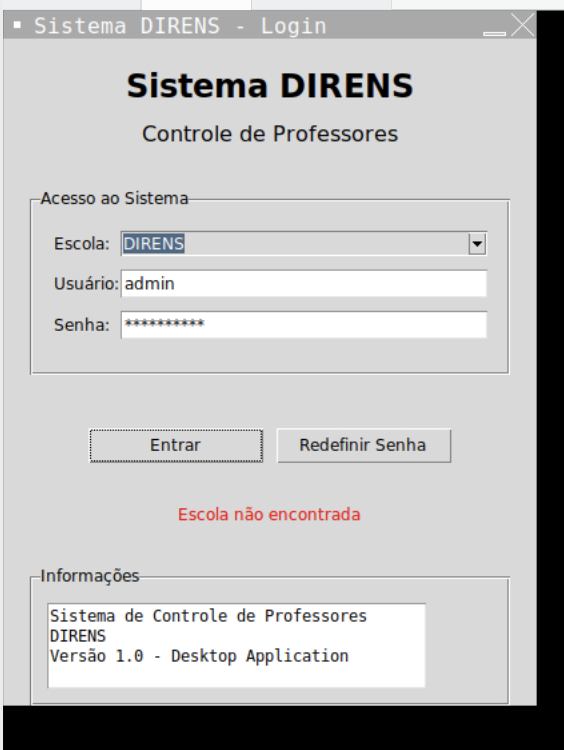 Sistema DIRENS - Login
Sistema DIRENS
Controle de Professores
Acesso ao Sistema
Escola: DIRENS
Usuário: admin
Senha: **********
Entrar Redefinir Senha
Escola não encontrada
Informações
Sistema de Controle de Professores
DIRENS
Versão 1.0 - Desktop Application